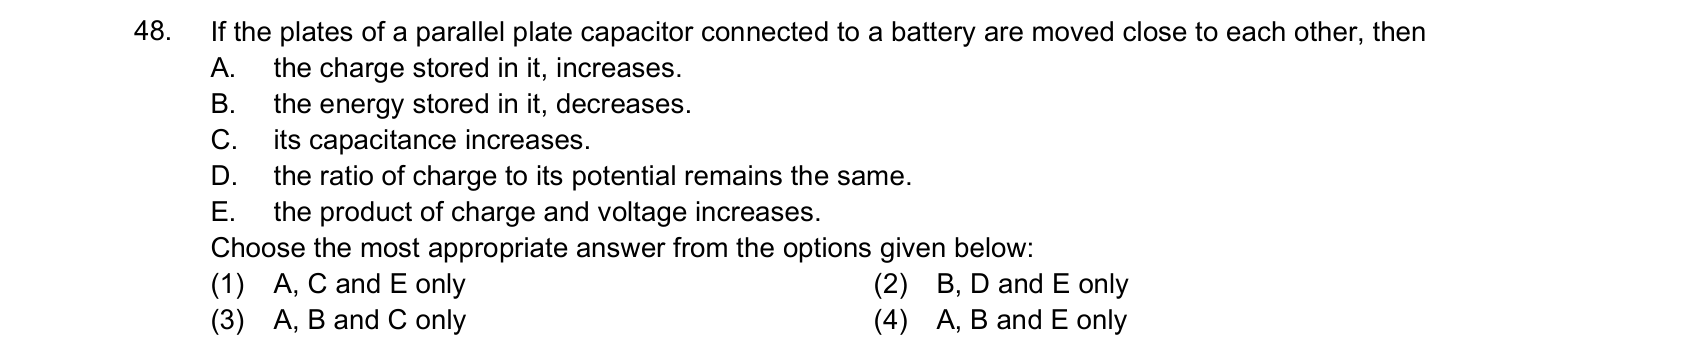 48. If the plates of a parallel plate capacitor connected to a battery are moved close to each other, then
A. the charge stored in it, increases.
B. the energy stored in it, decreases.
C. its capacitance increases.
D. the ratio of charge to its potential remains the same.
E. the product of charge and voltage increases.
Choose the most appropriate answer from the options given below:
(1) A, C and E only (2) B, D and E only
(3) A, B and C only (4) A, B and E only